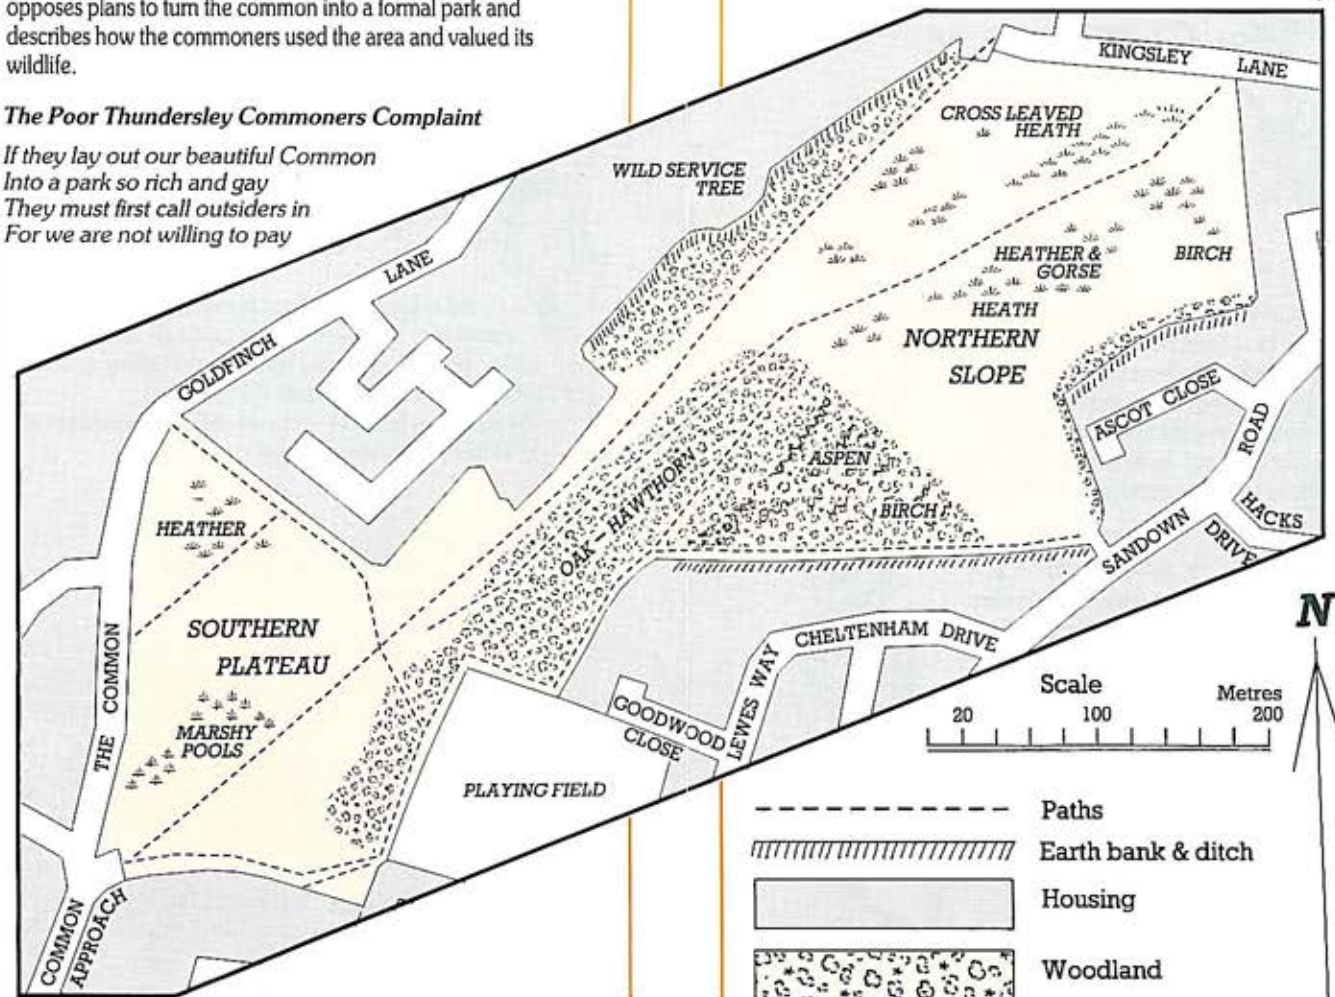 opposes plans to turn the common into a formal park and
describes how the commoners used the area and valued its
wildlife.
The Poor Thundersley Commoners Complaint
If they lay out our beautiful Common
Into a park so rich and gay
They must first call outsiders in
For we are not willing to pay
KINGSLEY LANE
CROSS LEAVED
HEATH
WILD SERVICE
TREE
HEATHER &
GORSE
BIRCH
HEATH
NORTHERN
SLOPE
GOLDFINCH LANE
ASCOT CLOSE
ROAD
ASPEN
OAK - HAWTHORN
BIRCH
HEATHER
SANDOWN
HACKS
DRIVE
SOUTHERN
PLATEAU
THE COMMON
CHELTENHAM DRIVE
LEWES WAY
GOODWOOD
CLOSE
MARSHY
POOLS
PLAYING FIELD
COMMON
APPROACH
N
Scale
Metres
20 100 200
Paths
Earth bank & ditch
Housing
Woodland